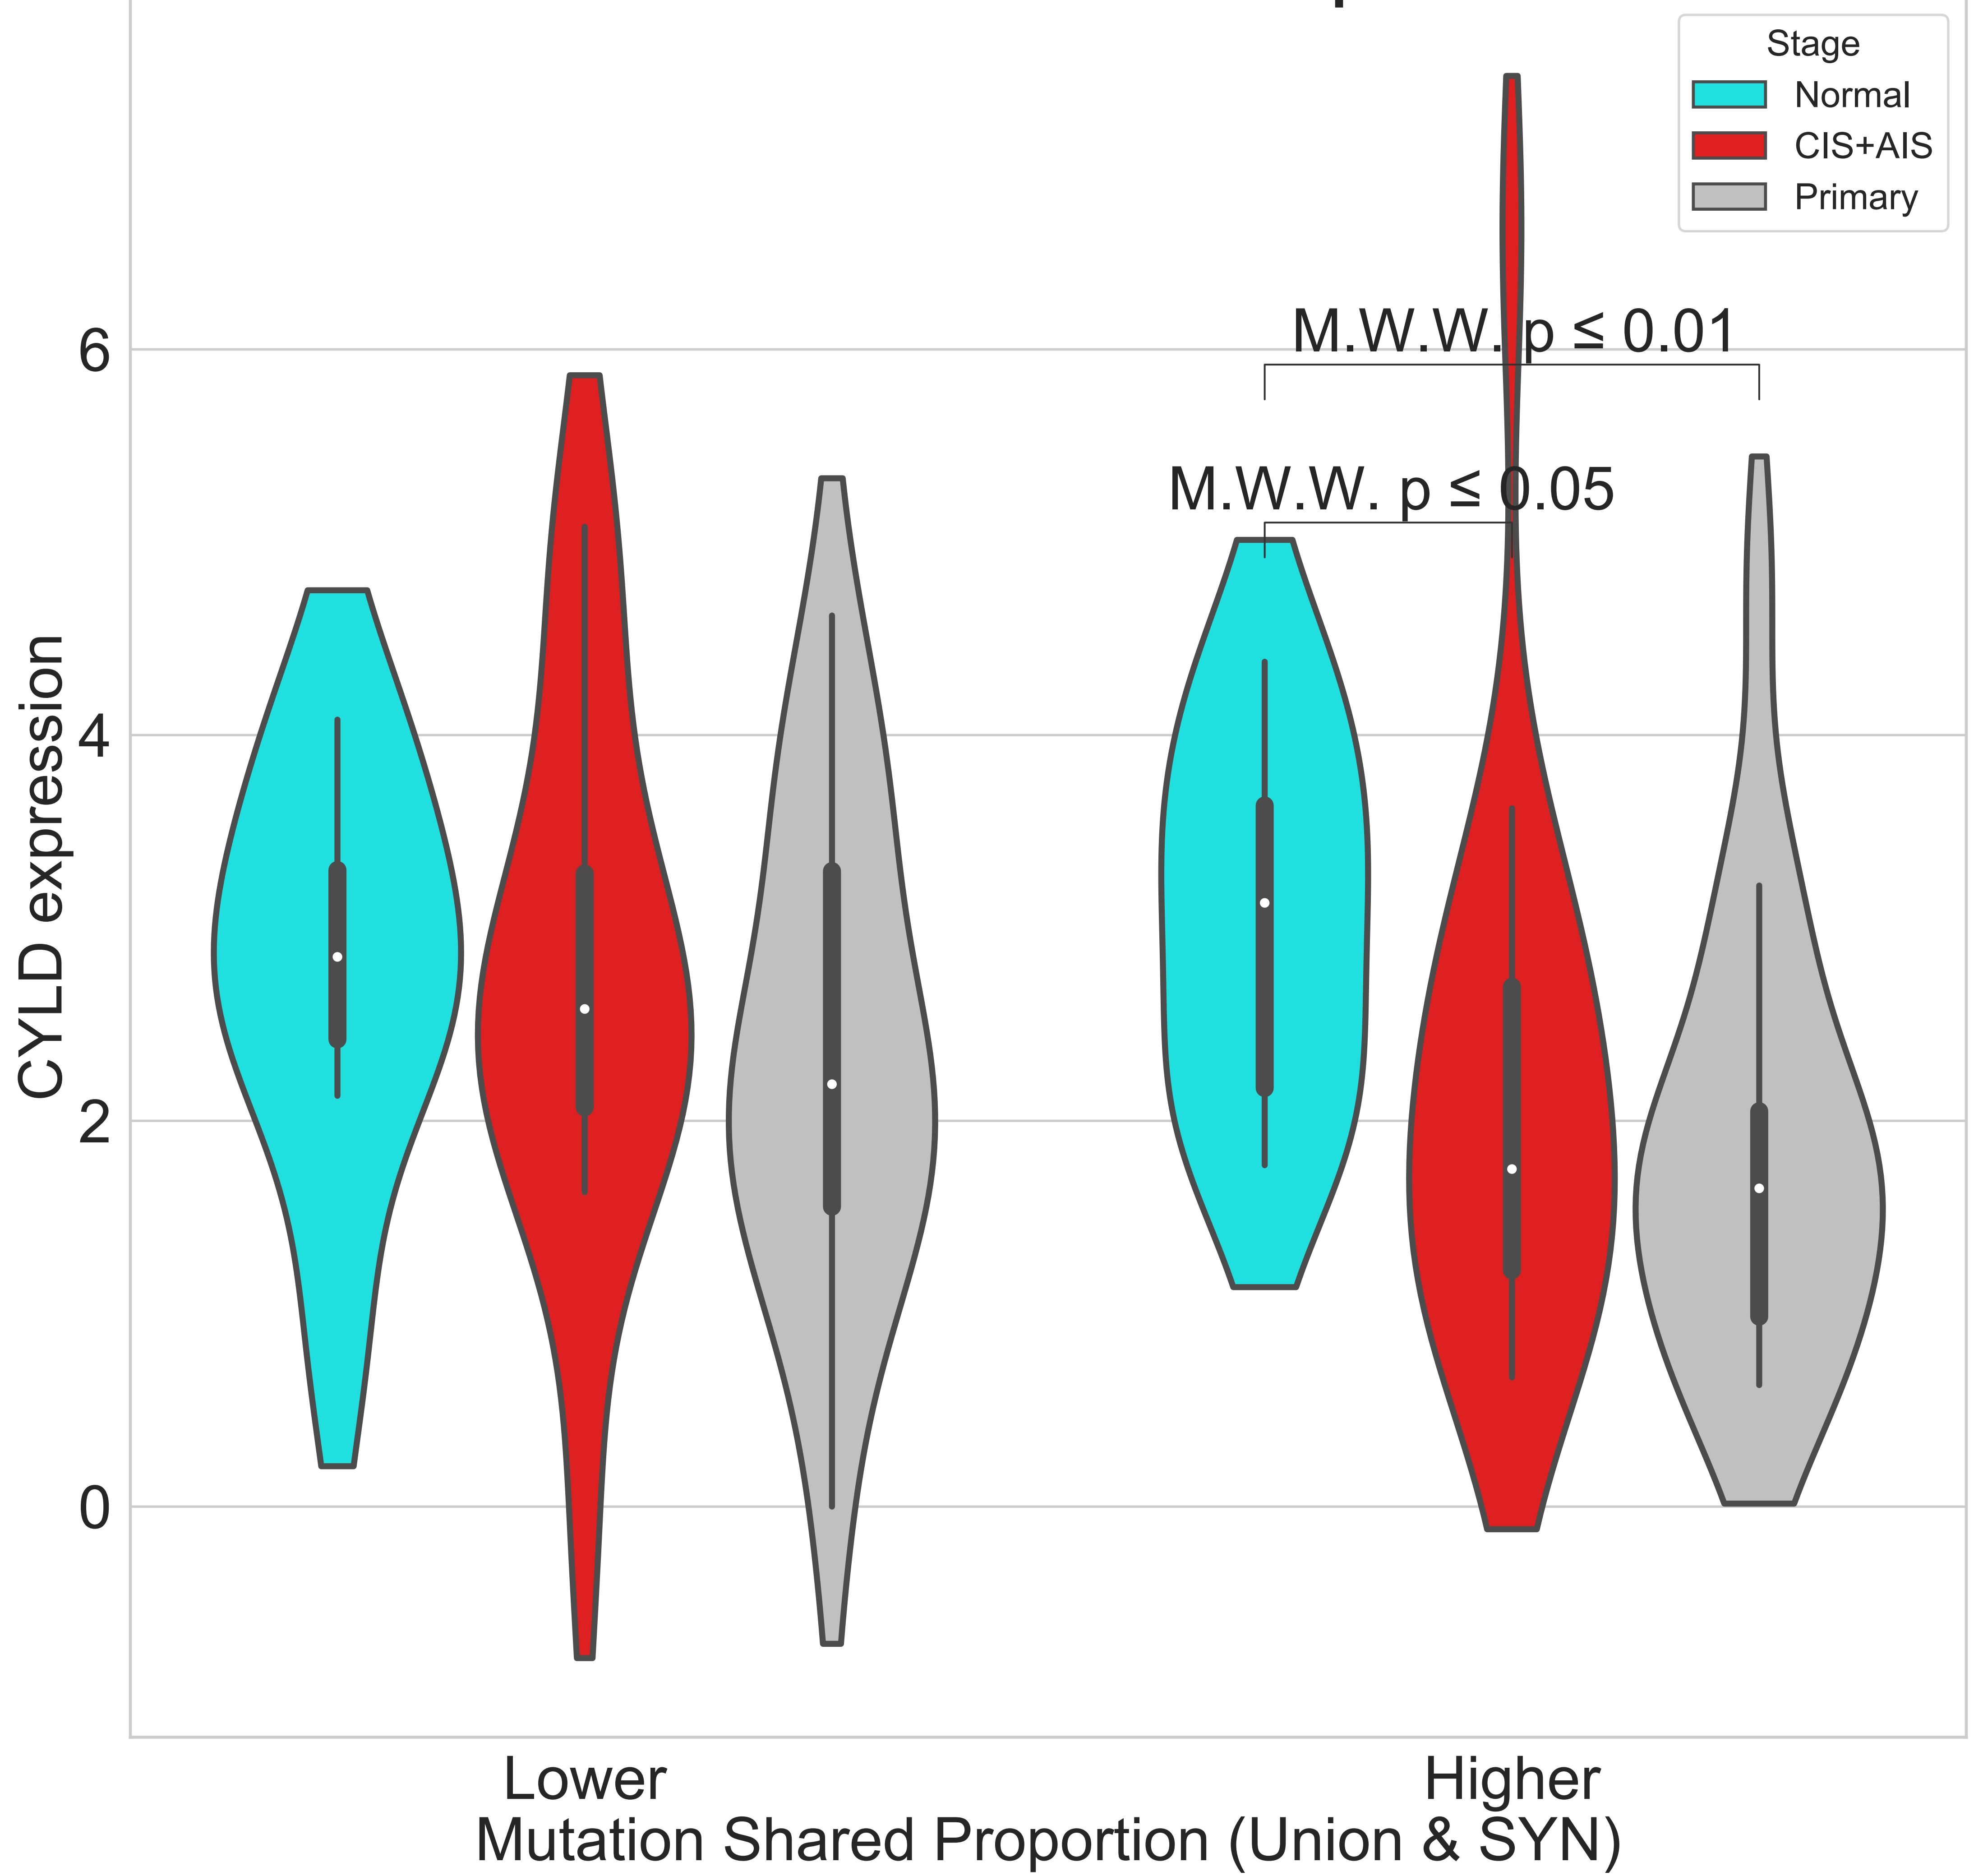 Stage
Normal
CIS+AIS
Primary
M.W.W. p ≤ 0.01
M.W.W. p ≤ 0.05
CYLD expression
6
4
2
0
Lower
Higher
Mutation Shared Proportion (Union & SYN)